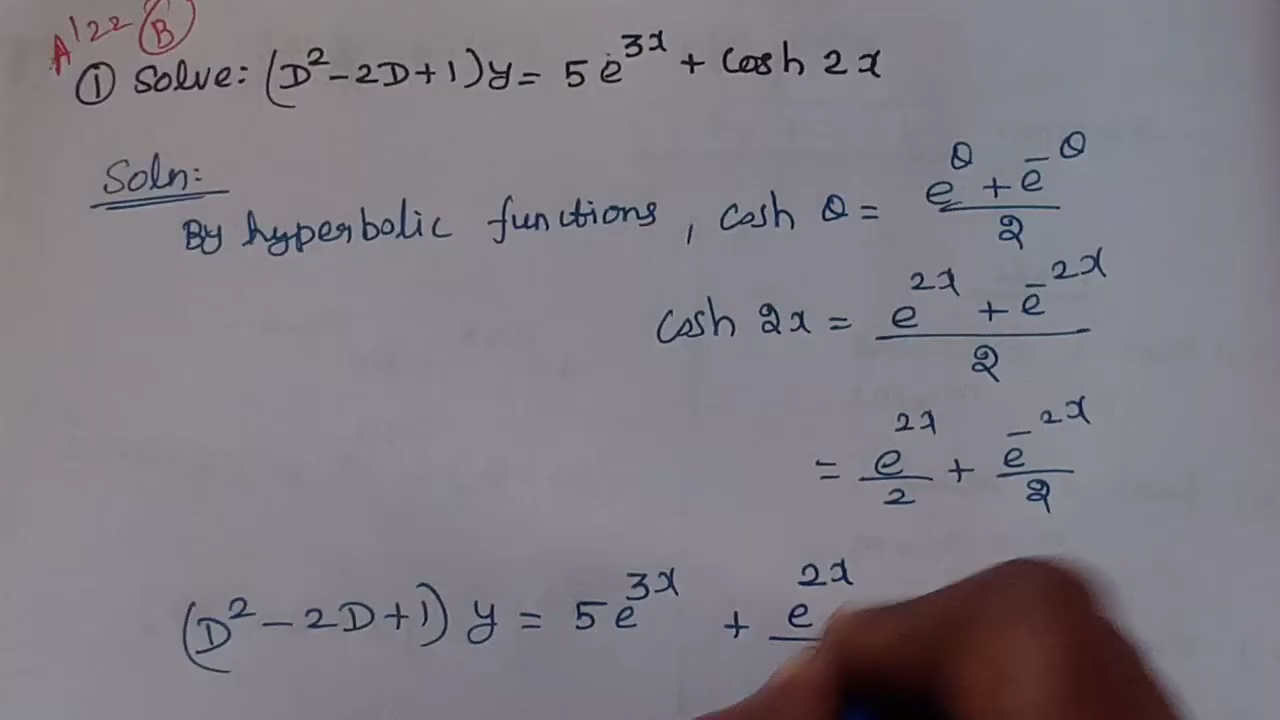 A'22 (B)
① Solve: (D² - 2D + 1)y = 5e^{3x} + cosh 2x
Soln:
By hyperbolic functions, cosh θ = (e^θ + e^{-θ})/2
cosh 2x = (e^{2x} + e^{-2x})/2
= e^{2x}/2 + e^{-2x}/2
(D² - 2D + 1) y = 5e^{3x} + e^{2x}